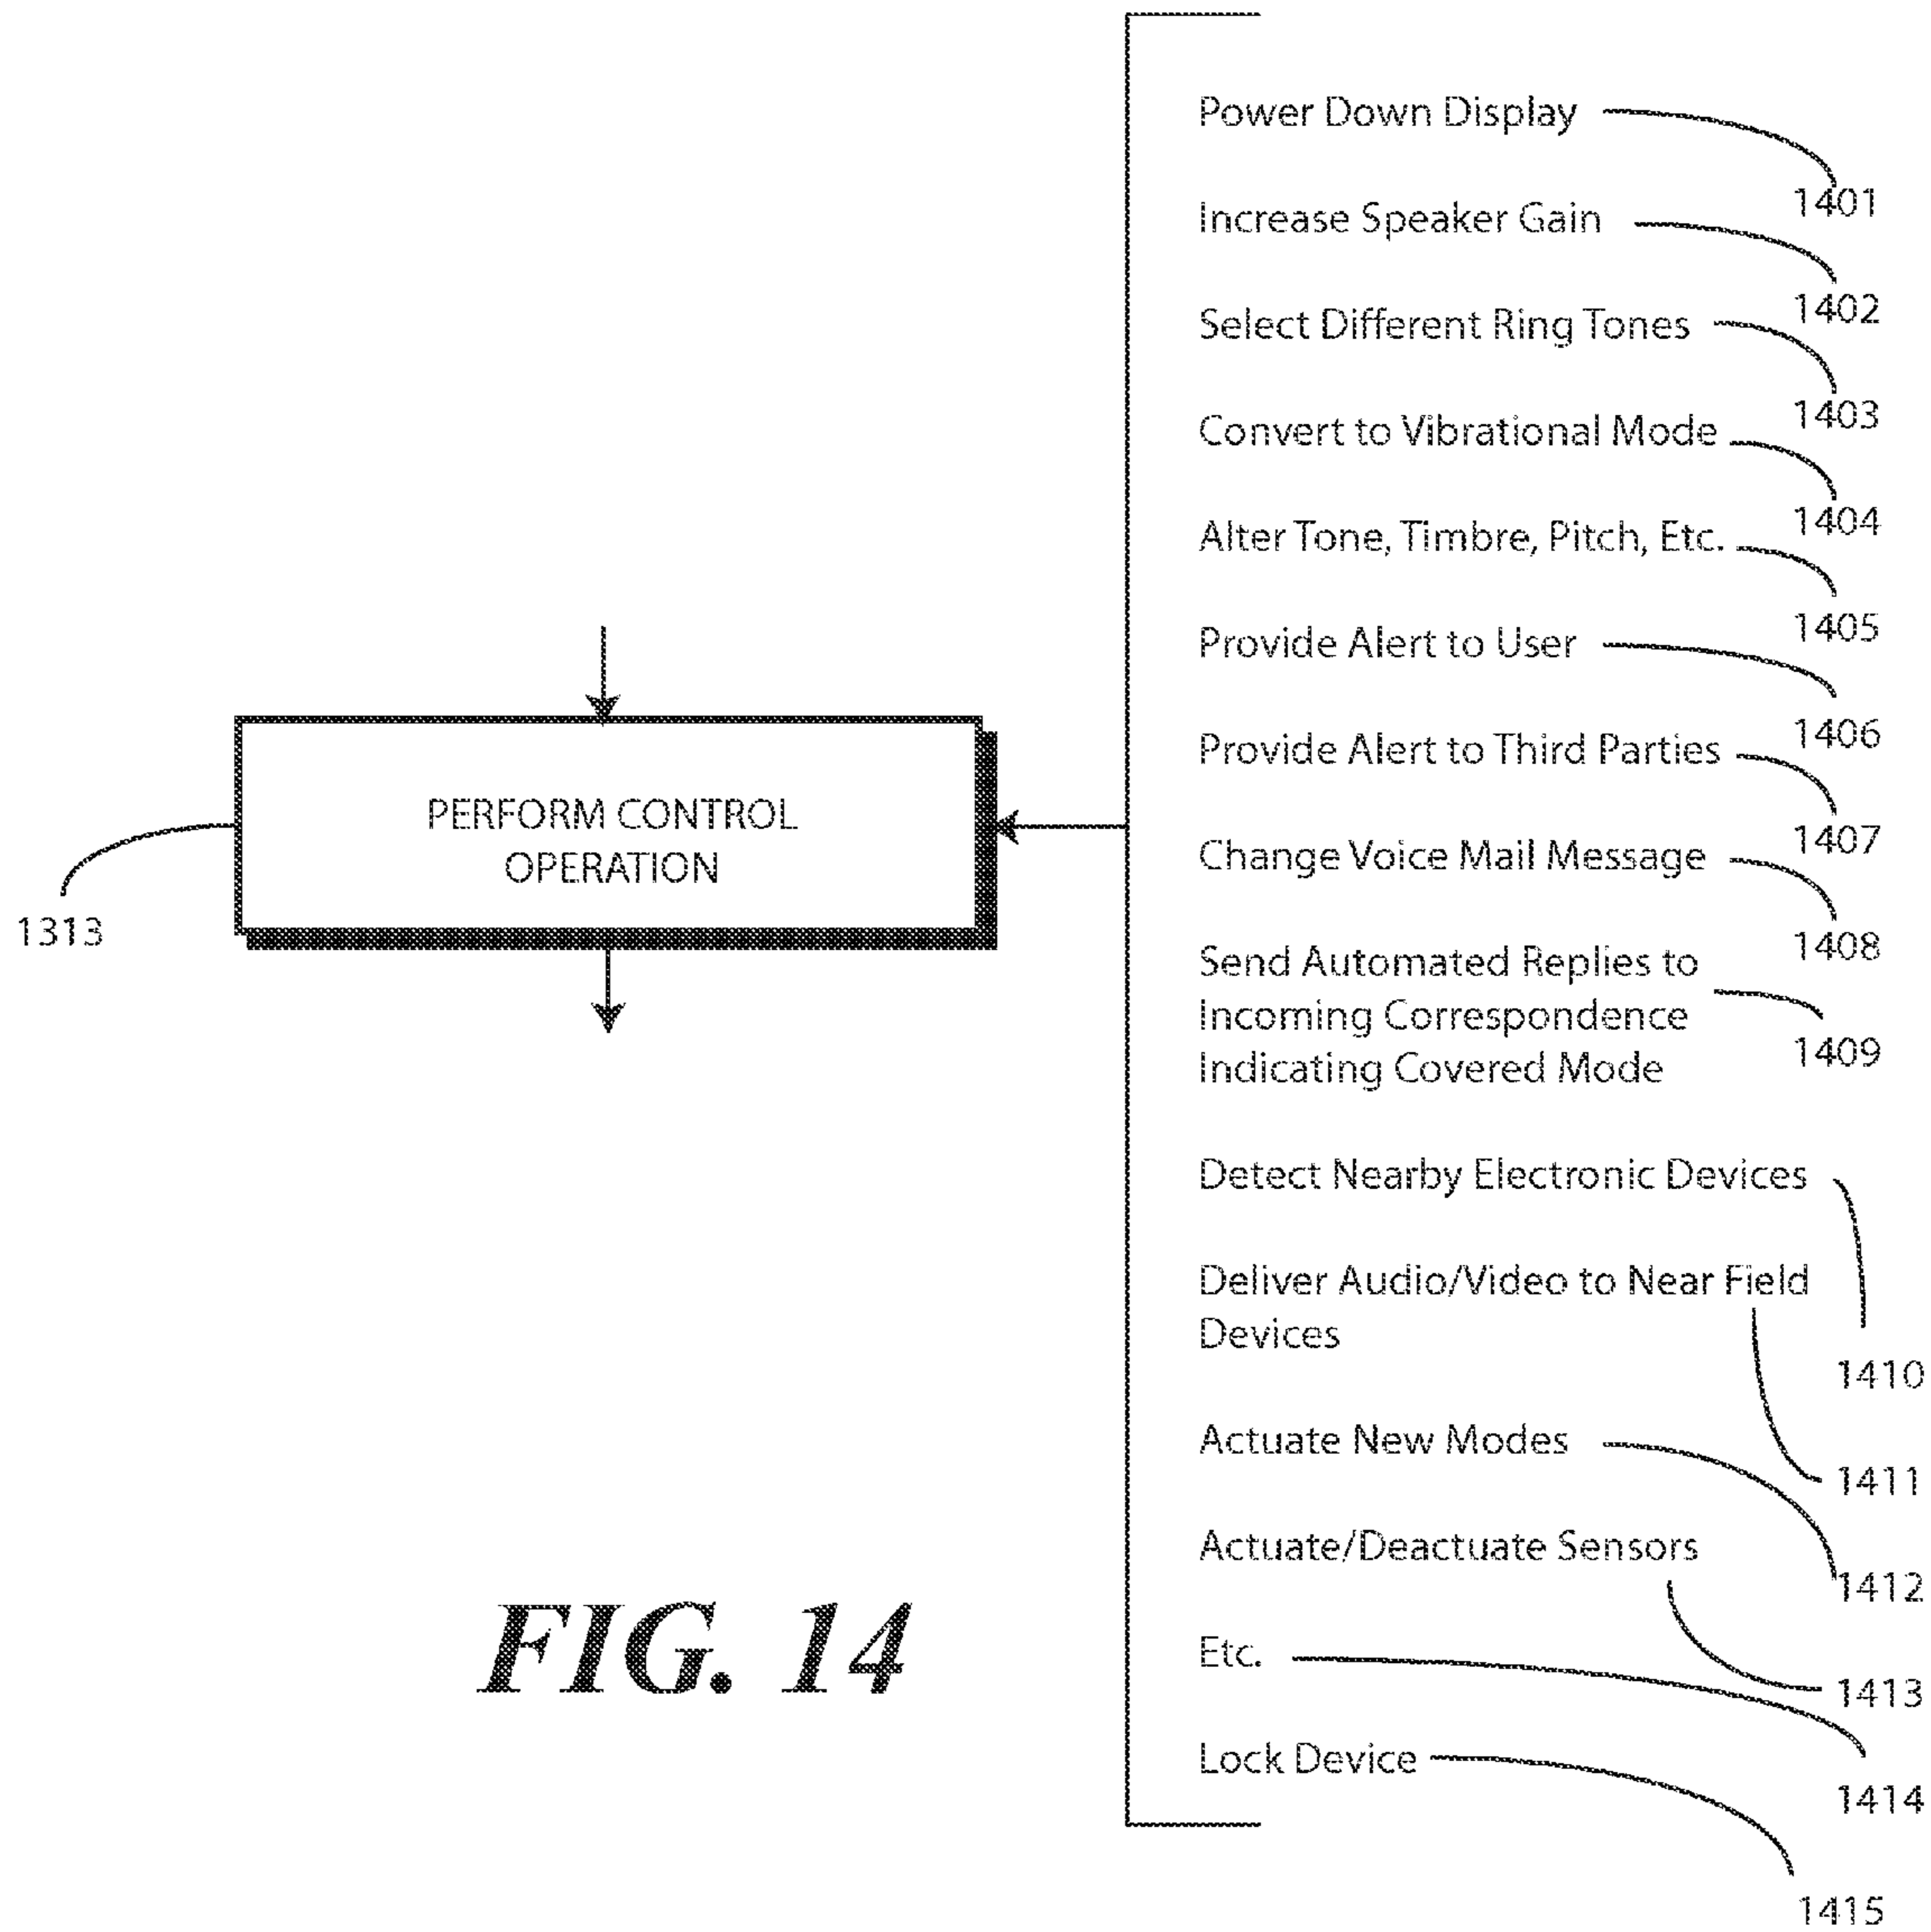 Power Down Display
1401
Increase Speaker Gain
1402
Select Different Ring Tones
1403
Convert to Vibrational Mode
1404
Alter Tone, Timbre, Pitch, Etc.
1405
Provide Alert to User
1406
Provide Alert to Third Parties
1407
Change Voice Mail Message
1408
Send Automated Replies to
Incoming Correspondence
Indicating Covered Mode
1409
Detect Nearby Electronic Devices
1410
Deliver Audio/Video to Near Field
Devices
1411
Actuate New Modes
1412
Actuate/Deactuate Sensors
1413
Etc.
1414
Lock Device
1415
PERFORM CONTROL
OPERATION
1313
FIG. 14